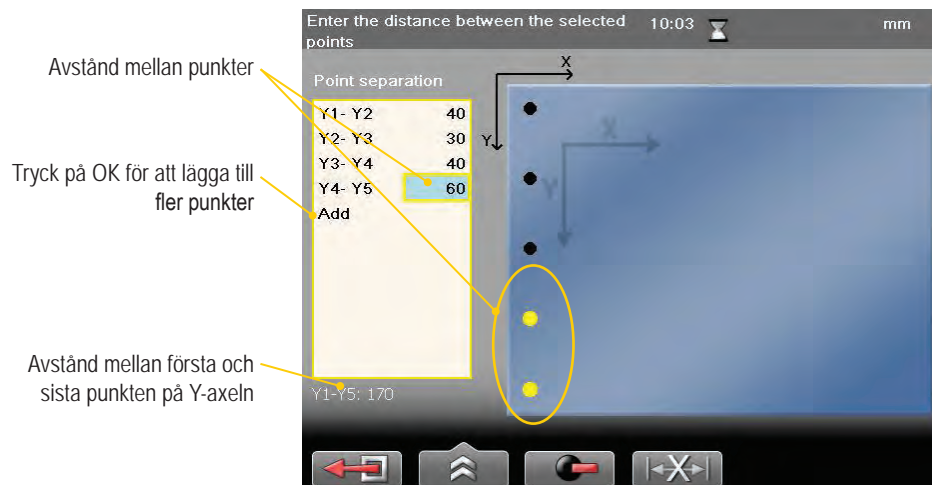 Enter the distance between the selected
points
10:03
mm
Avstånd mellan punkter
Point separation
X
Y1- Y2 40
Y2- Y3 30
Y
Y3- Y4 40
Y4- Y5 60
Add
X
Y
Tryck på OK för att lägga till
fler punkter
Avstånd mellan första och
sista punkten på Y-axeln
Y1-Y5: 170
X